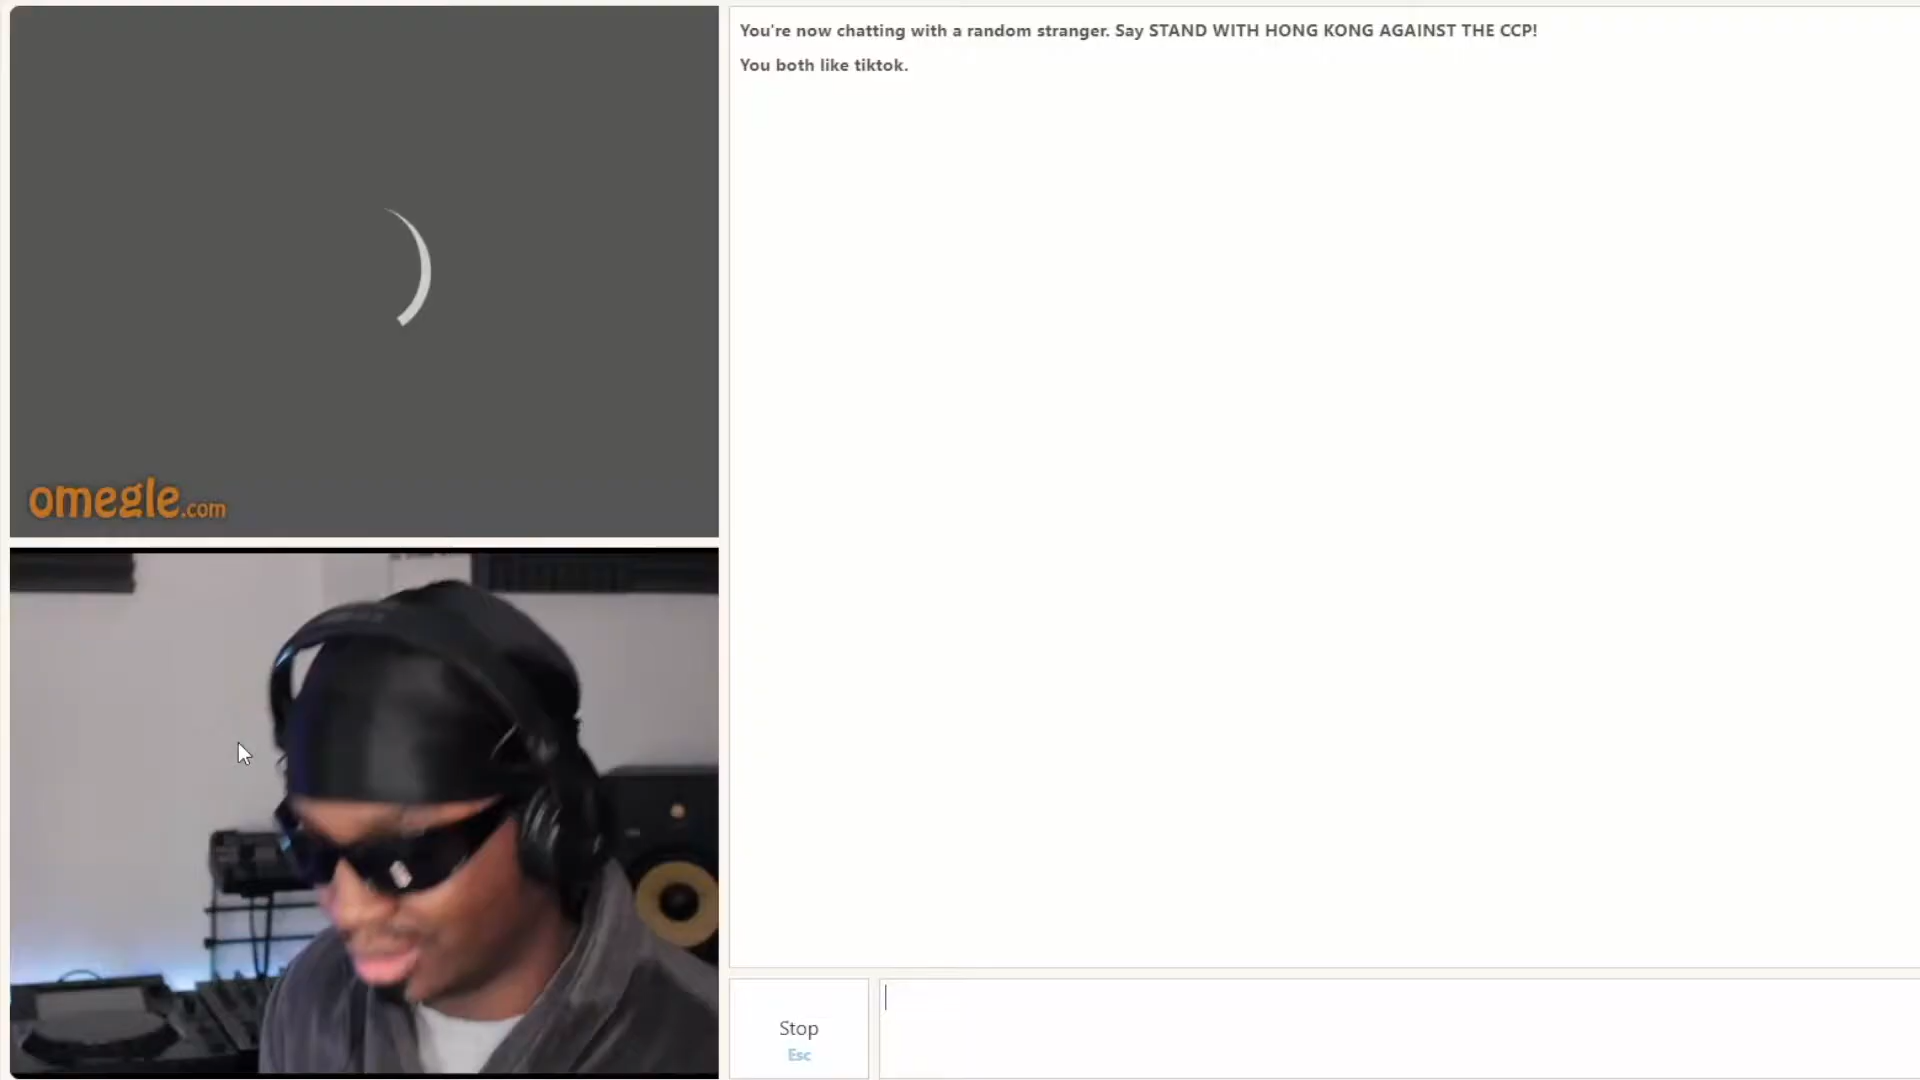 You're now chatting with a random stranger. Say STAND WITH HONG KONG AGAINST THE CCP!
You both like tiktok.
omegle.com
Stop
Esc